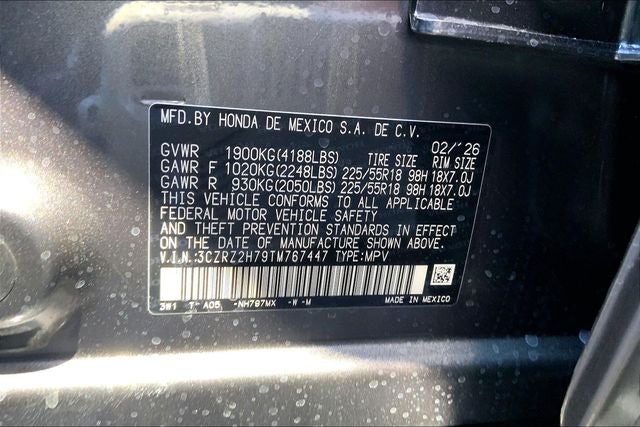 MFD.BY HONDA DE MEXICO S.A. DE C.V.
GVWR 1900KG(4188LBS) TIRE SIZE 02/'26 RIM SIZE
GAWR F 1020KG(2248LBS) 225/55R18 98H 18X7.0J
GAWR R 930KG(2050LBS) 225/55R18 98H 18X7.0J
THIS VEHICLE CONFORMS TO ALL APPLICABLE
FEDERAL MOTOR VEHICLE SAFETY
AND THEFT PREVENTION STANDARDS IN EFFECT
ON THE DATE OF MANUFACTURE SHOWN ABOVE.
V.I.N.:3CZRZ2H79TM767447 TYPE:MPV
3W1 T A05 -NH797MX -W-M MADE IN MEXICO